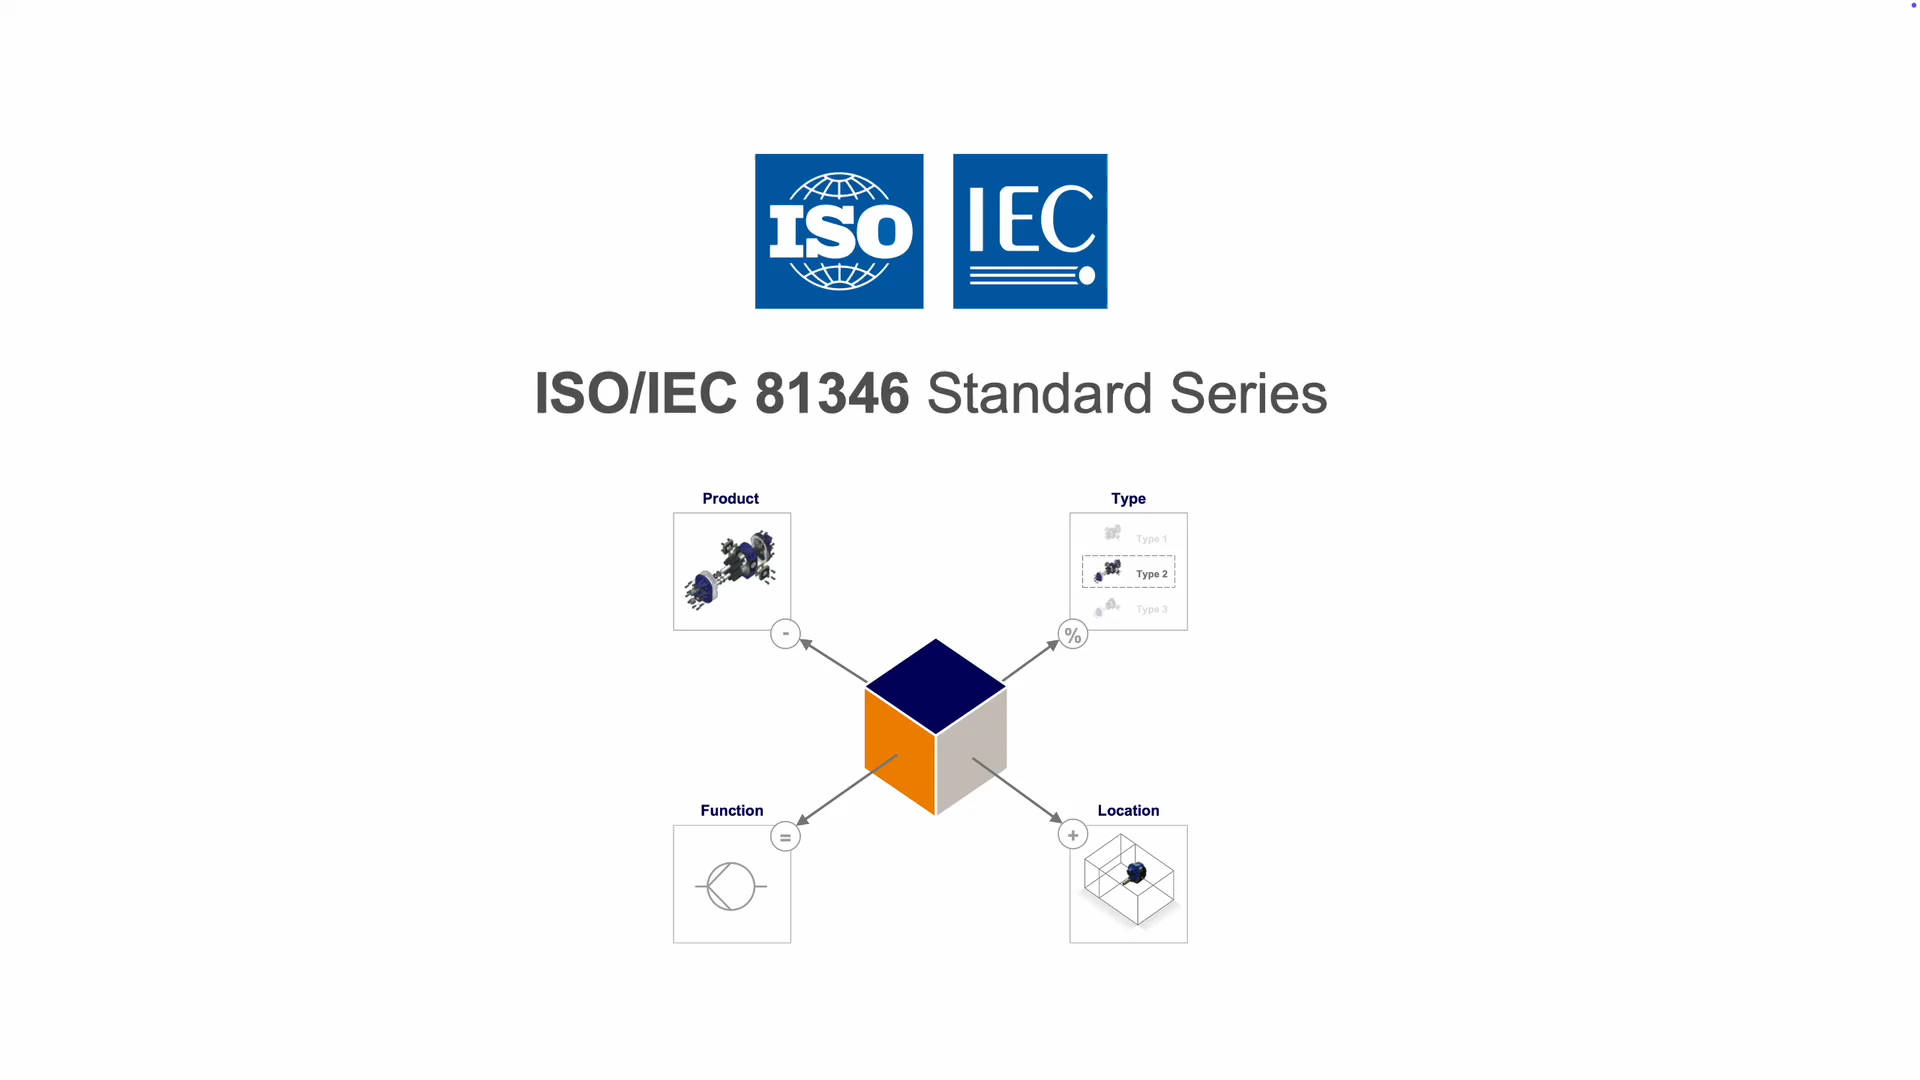 ISO
IEC
ISO/IEC 81346 Standard Series
Product
Type
Type 1
Type 2
Type 3
-
%
Function
Location
=
+